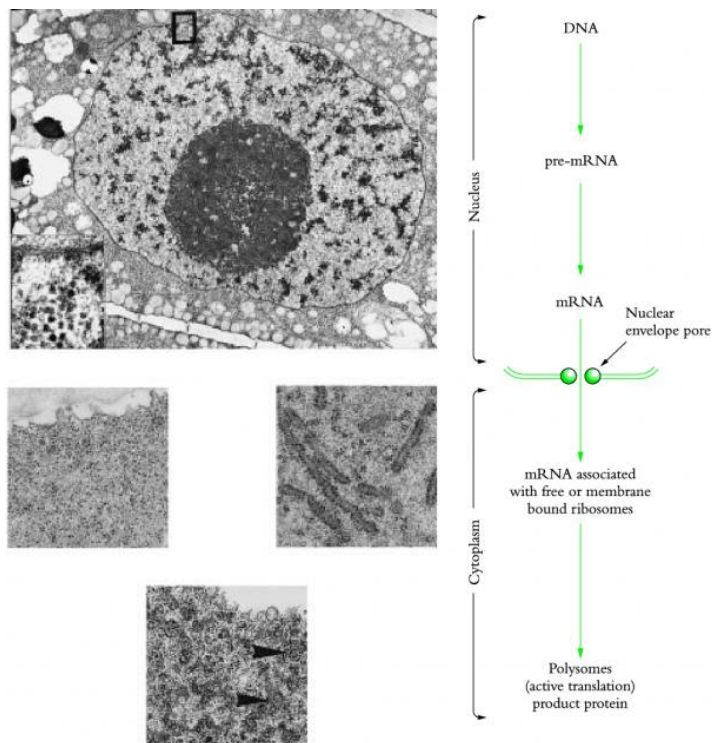 DNA
Nucleus
pre-mRNA
mRNA
Nuclear
envelope pore
Cytoplasm
mRNA associated
with free or membrane
bound ribosomes
Polysomes
(active translation)
product protein